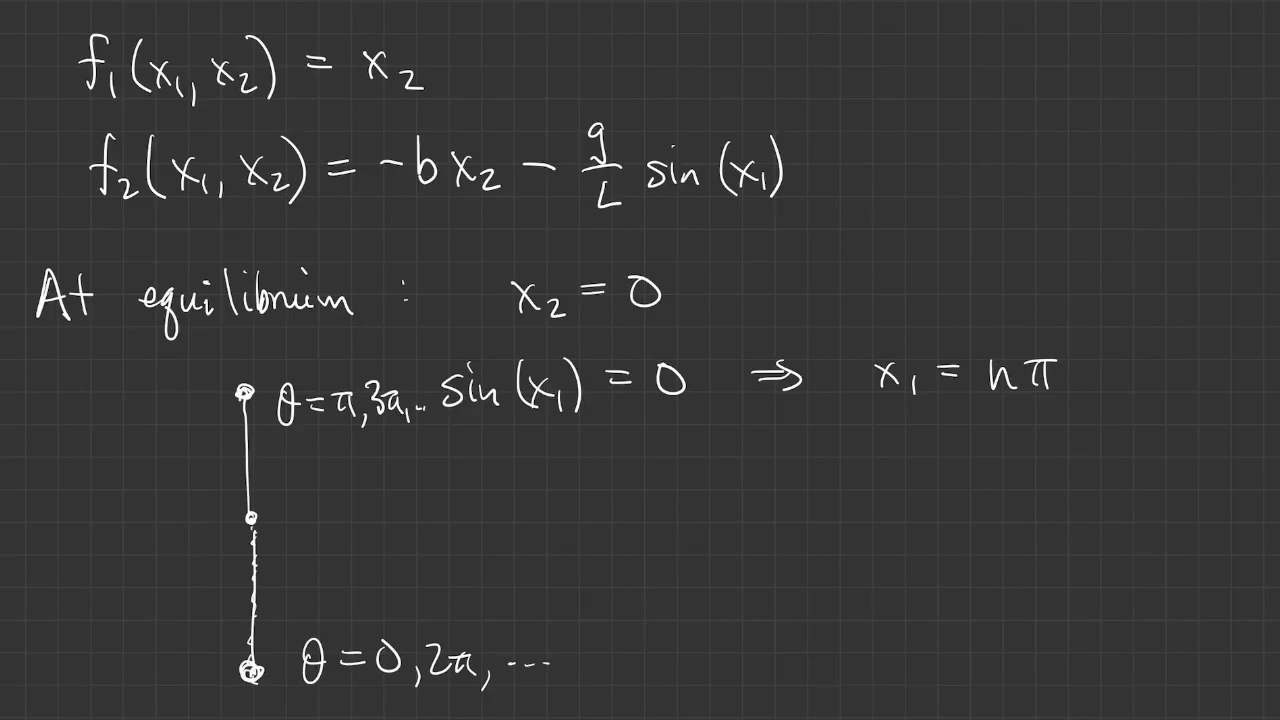 f₁(x₁, x₂) = x₂
f₂(x₁, x₂) = -b x₂ - g/L sin(x₁)
At equilibrium : x₂ = 0
sin(x₁) = 0 ⇒ x₁ = nπ
θ = π, 3π, ..
θ = 0, 2π, ...